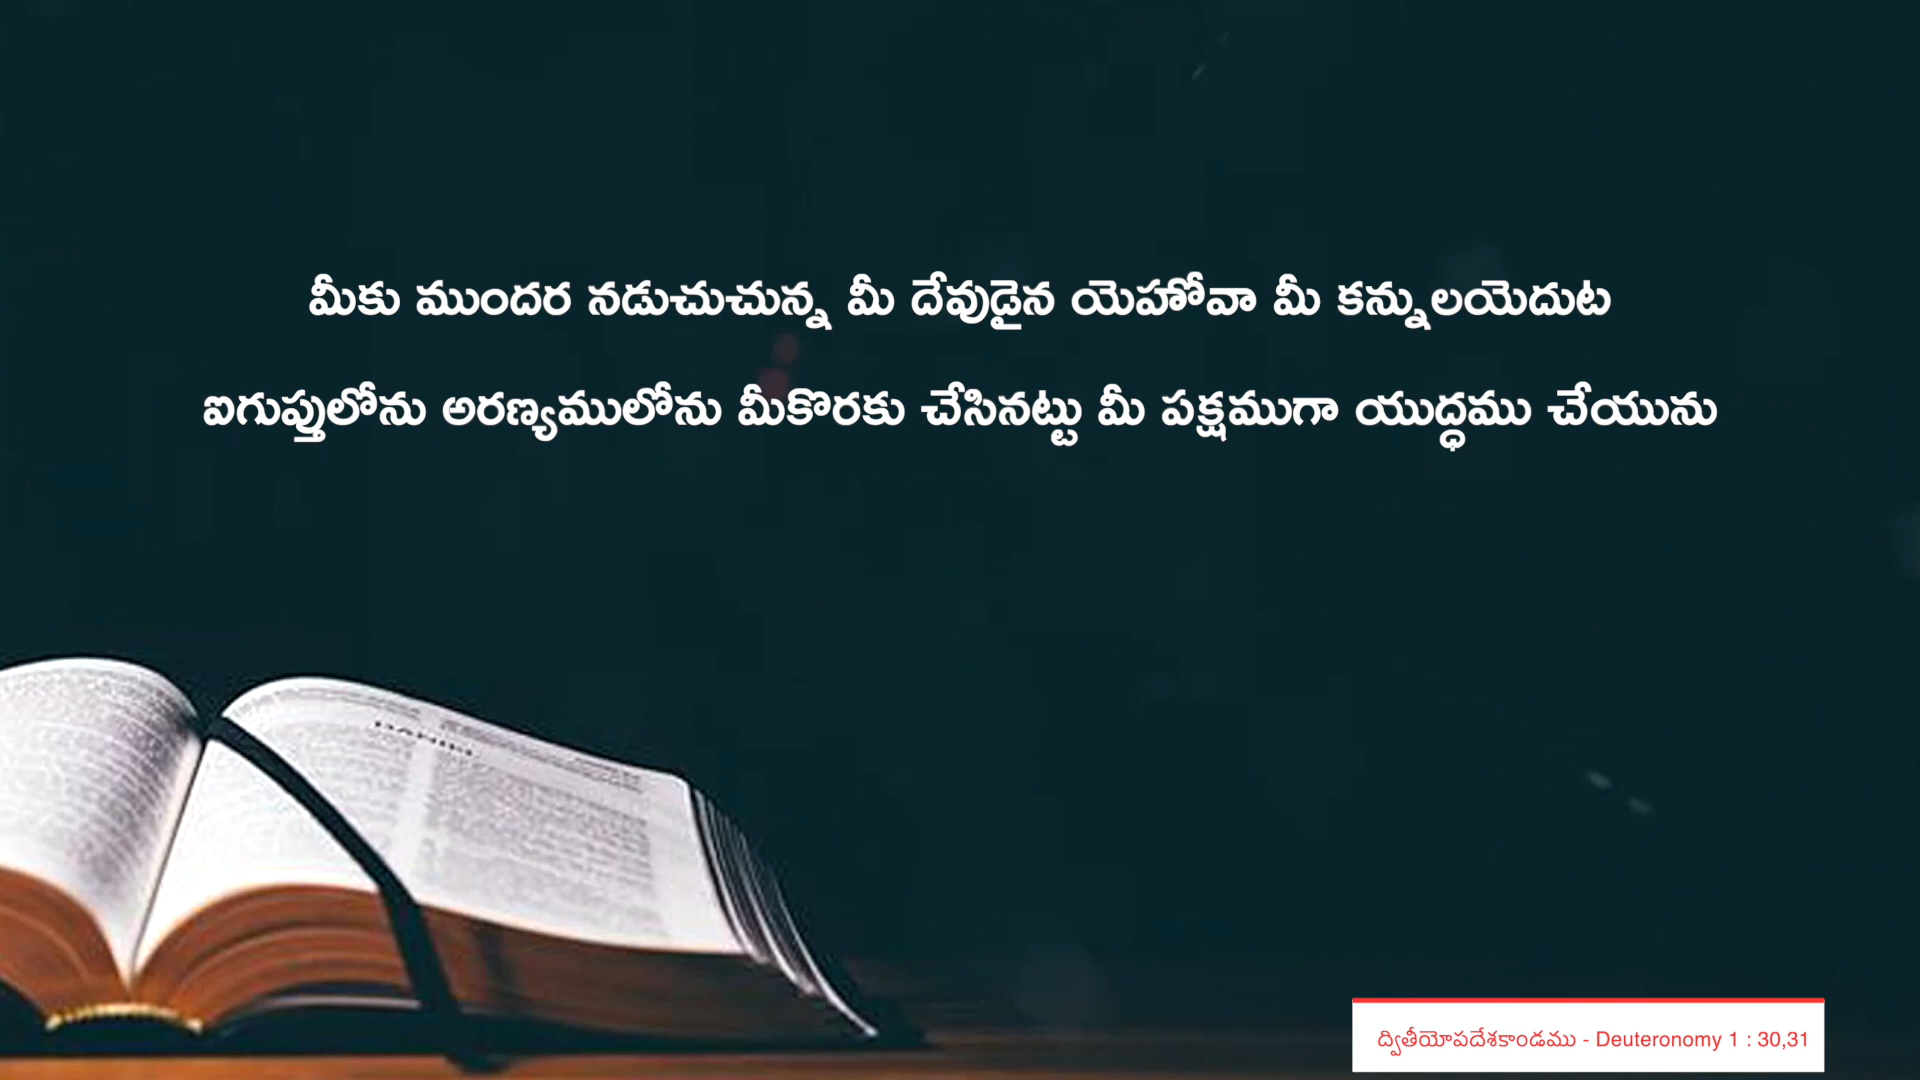 మీకు ముందర నడుచుచున్న మీ దేవుడైన యెహోవా మీ కన్నులయెదుట
ఐగుప్తులోను అరణ్యములోను మీకొరకు చేసినట్టు మీ పక్షముగా యుద్ధము చేయును
ద్వితీయోపదేశకాండము - Deuteronomy 1 : 30,31